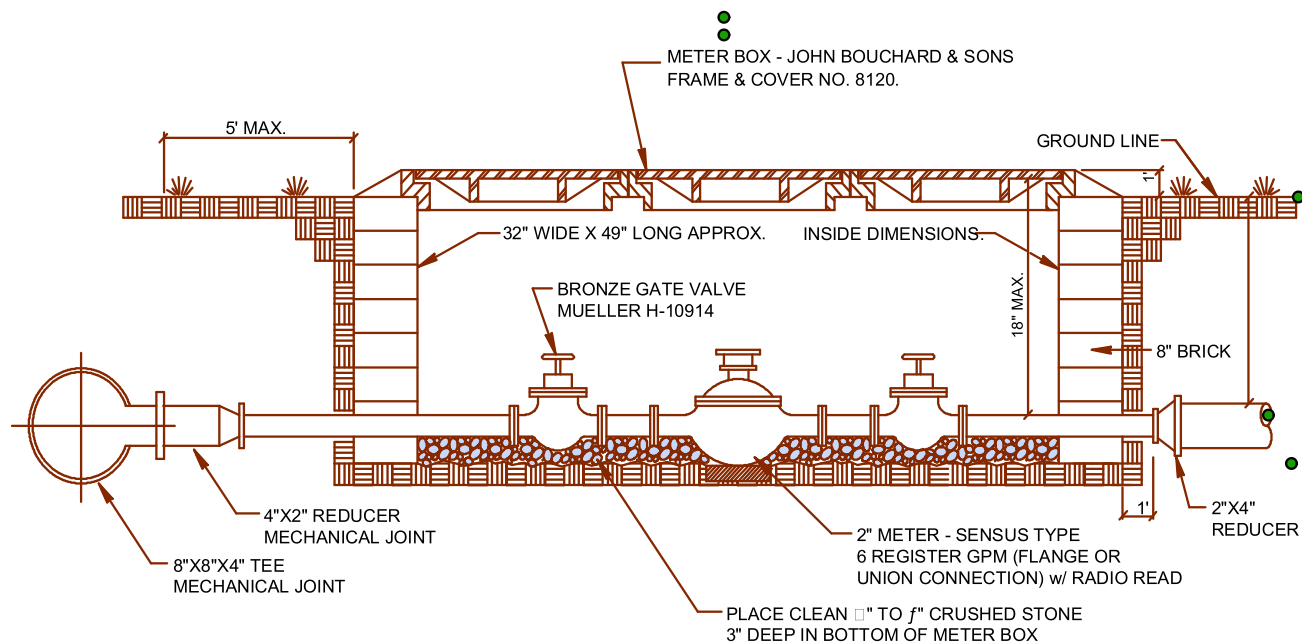 METER BOX - JOHN BOUCHARD & SONS
FRAME & COVER NO. 8120.
5' MAX.
GROUND LINE
1'
32" WIDE X 49" LONG APPROX.
INSIDE DIMENSIONS.
18" MAX.
BRONZE GATE VALVE
MUELLER H-10914
8" BRICK
4"X2" REDUCER
MECHANICAL JOINT
8"X8"X4" TEE
MECHANICAL JOINT
1'
2"X4"
REDUCER
2" METER - SENSUS TYPE
6 REGISTER GPM (FLANGE OR
UNION CONNECTION) w/ RADIO READ
PLACE CLEAN □" TO ƒ" CRUSHED STONE
3" DEEP IN BOTTOM OF METER BOX